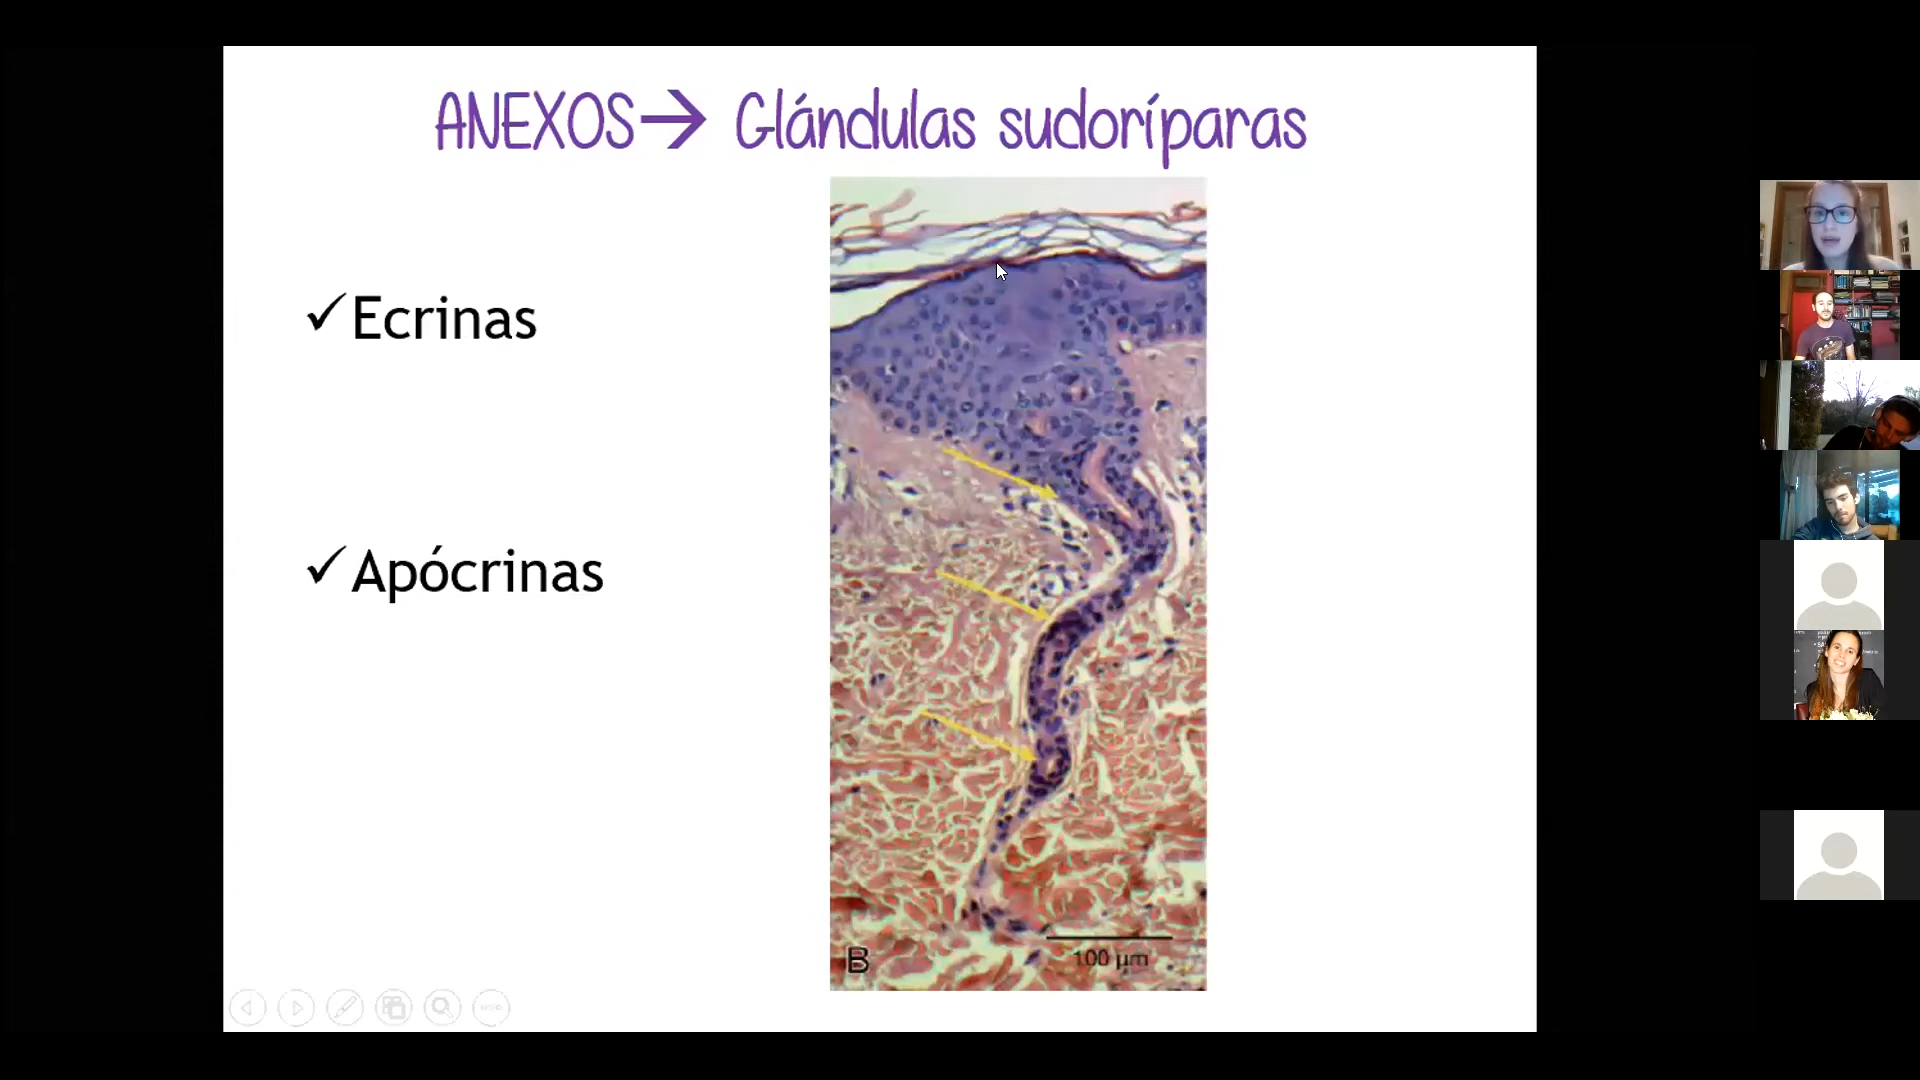 ANEXOS→ Glándulas sudoríparas
✓Ecrinas
✓Apócrinas
B
100 µm